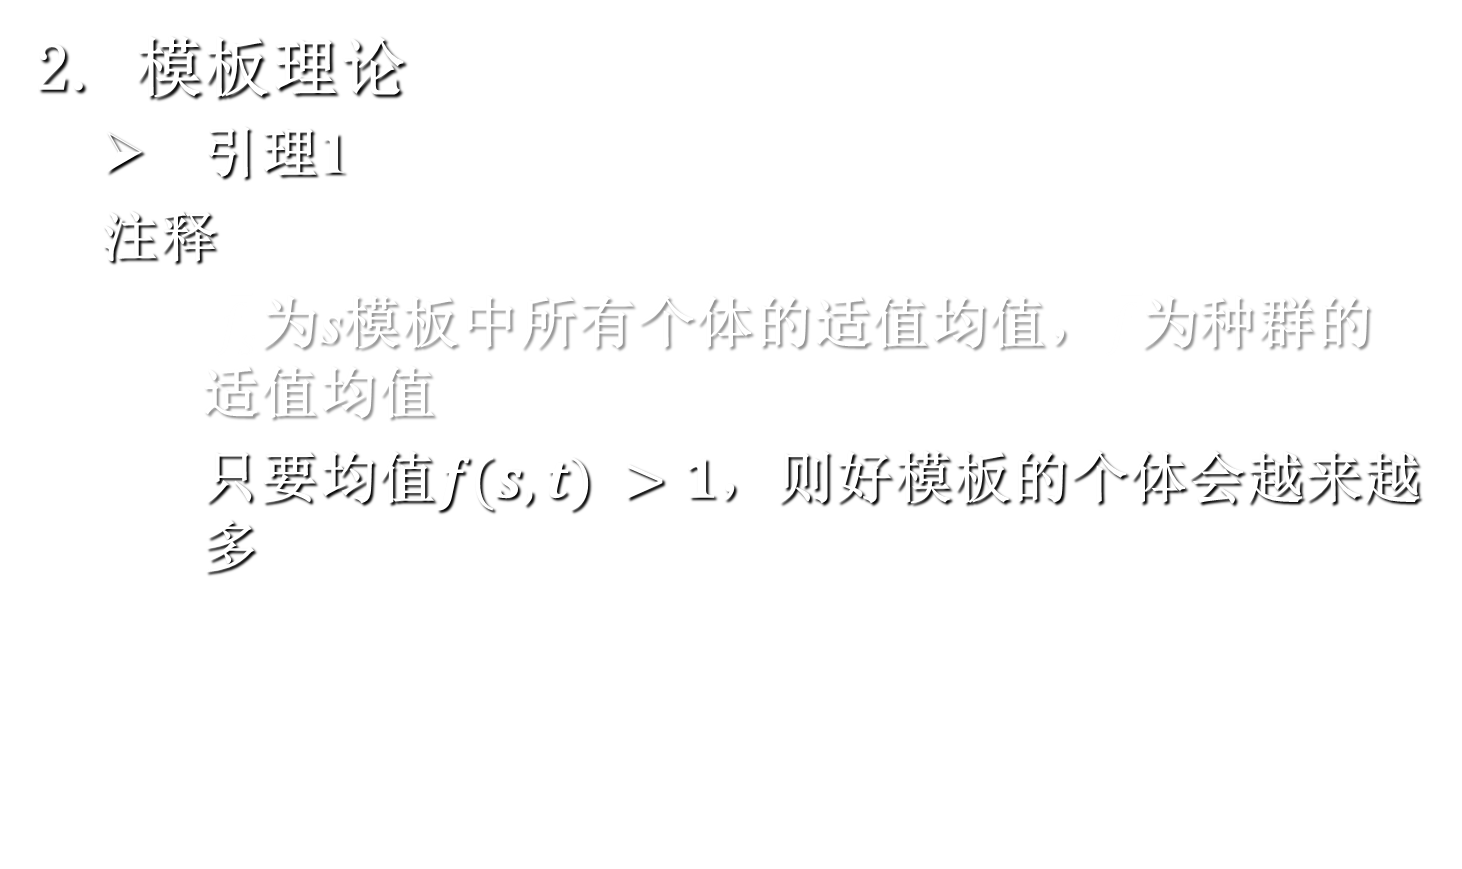 2. 模板理论
➢ 引理1
注释
为s模板中所有个体的适值均值， 为种群的
适值均值
只要均值f(s,t) > 1，则好模板的个体会越来越
多